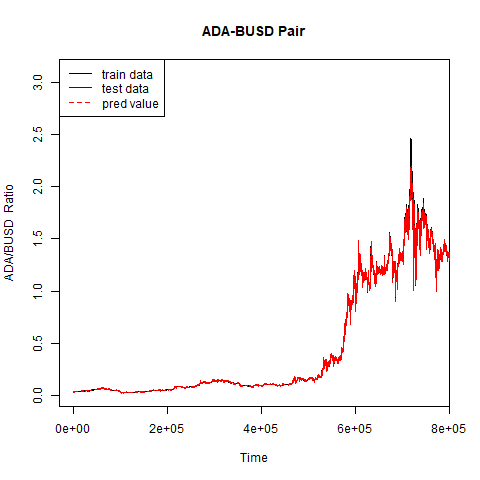 ADA-BUSD Pair
train data
test data
pred value
ADA/BUSD Ratio
3.0
2.5
2.0
1.5
1.0
0.5
0.0
0e+00 2e+05 4e+05 6e+05 8e+05
Time